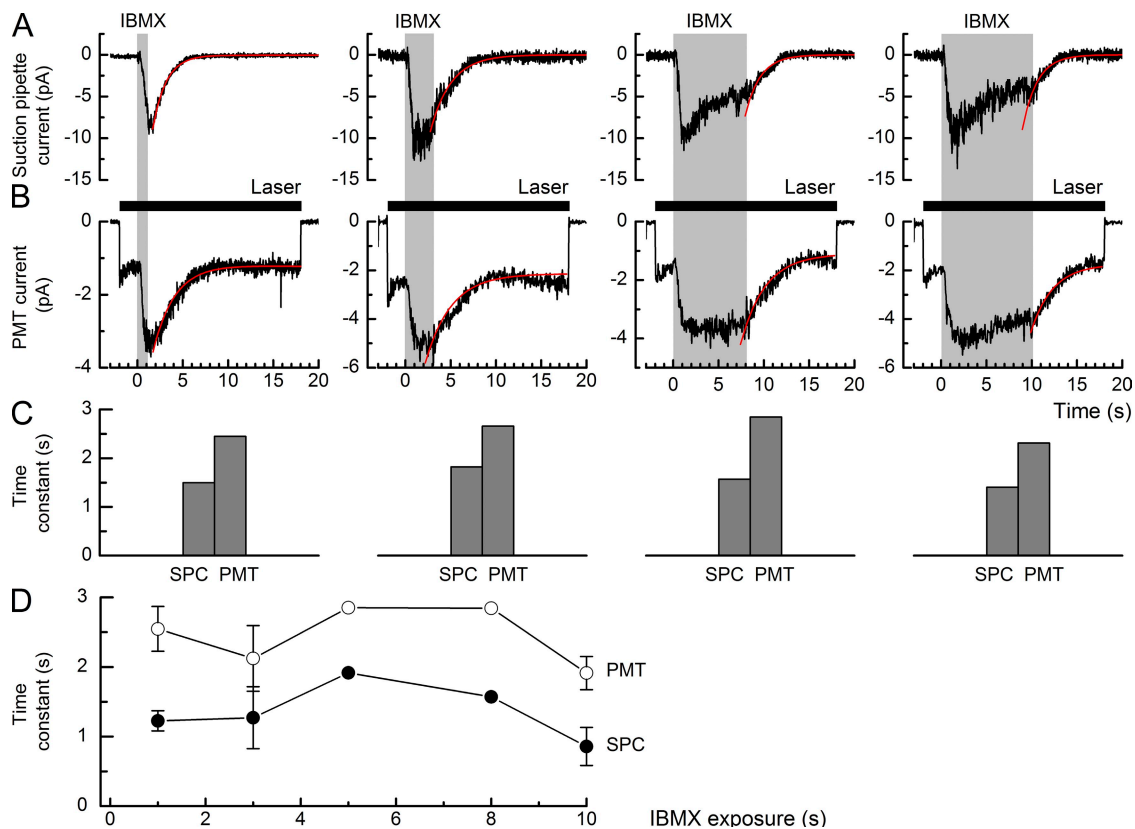 A
IBMX IBMX IBMX IBMX
Suction pipette
current (pA)
0 0 0 0
-5 -5 -5 -5
-10 -10 -10 -10
-15 -15 -15 -15
B
Laser Laser Laser Laser
PMT current
(pA)
0 0 0 0
-2 -2 -2 -2
-4 -4 -4 -4
-6 -6
0 5 10 15 20 0 5 10 15 20 0 5 10 15 20 0 5 10 15 20
Time (s)
C
Time
constant (s)
3
2
1
0
SPC PMT SPC PMT SPC PMT SPC PMT
D
Time
constant (s)
3
2
1
0
PMT
SPC
0 2 4 6 8 10
IBMX exposure (s)